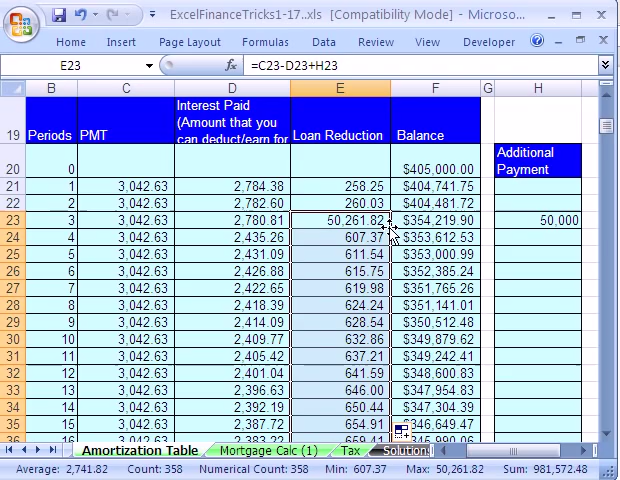 ExcelFinanceTricks1-17..xls [Compatibility Mode] - Microso...
Home Insert Page Layout Formulas Data Review View Developer
E23 fx =C23-D23+H23
B C D E F G H
19 Periods PMT Interest Paid (Amount that you can deduct/earn for Loan Reduction Balance
20 0 $405,000.00 Additional Payment
21 1 3,042.63 2,784.38 258.25 $404,741.75
22 2 3,042.63 2,782.60 260.03 $404,481.72
23 3 3,042.63 2,780.81 50,261.82 $354,219.90 50,000
24 4 3,042.63 2,435.26 607.37 $353,612.53
25 5 3,042.63 2,431.09 611.54 $353,000.99
26 6 3,042.63 2,426.88 615.75 $352,385.24
27 7 3,042.63 2,422.65 619.98 $351,765.26
28 8 3,042.63 2,418.39 624.24 $351,141.01
29 9 3,042.63 2,414.09 628.54 $350,512.48
30 10 3,042.63 2,409.77 632.86 $349,879.62
31 11 3,042.63 2,405.42 637.21 $349,242.41
32 12 3,042.63 2,401.04 641.59 $348,600.83
33 13 3,042.63 2,396.63 646.00 $347,954.83
34 14 3,042.63 2,392.19 650.44 $347,304.39
35 15 3,042.63 2,387.72 654.91 $346,649.47
36 16 3,042.63 2,383.22 659.41 $345,990.06
Amortization Table Mortgage Calc (1) Tax Solutions
Average: 2,741.82 Count: 358 Numerical Count: 358 Min: 607.37 Max: 50,261.82 Sum: 981,572.48